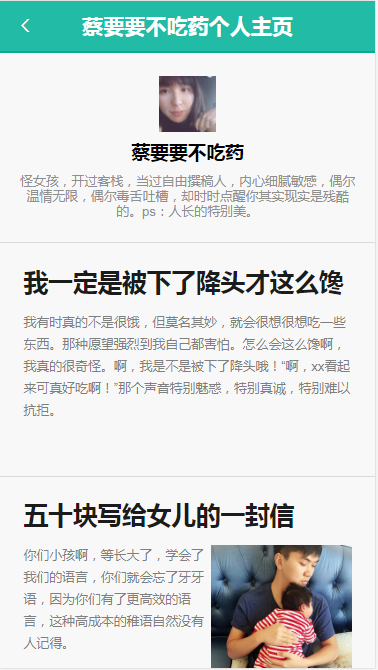 蔡要要不吃药个人主页
蔡要要不吃药
怪女孩，开过客栈，当过自由撰稿人，内心细腻敏感，偶尔
温情无限，偶尔毒舌吐槽，却时时点醒你其实现实是残酷
的。ps：人长的特别美。
我一定是被下了降头才这么馋
我有时真的不是很饿，但莫名其妙，就会很想很想吃一些
东西。那种愿望强烈到我自己都害怕。怎么会这么馋啊，
我真的很奇怪。啊，我是不是被下了降头哦！“啊，xx看起
来可真好吃啊！”那个声音特别魅惑，特别真诚，特别难以
抗拒。
五十块写给女儿的一封信
你们小孩啊，等长大了，学会了
我们的语言，你们就会忘了牙牙
语，因为你们有了更高效的语
言，这种高成本的稚语自然没有
人记得。